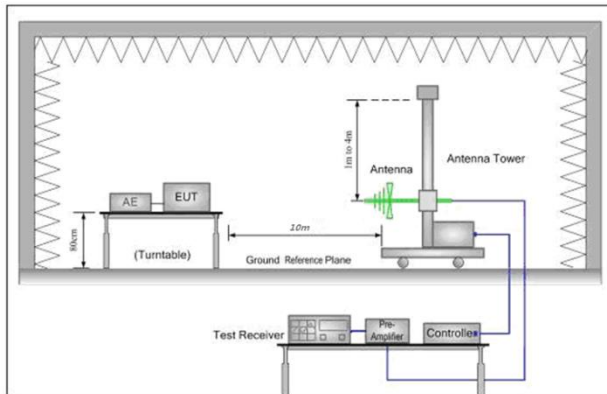 1m to 4m
Antenna
Antenna Tower
AE
EUT
80cm
(Turntable)
10m
Ground Reference Plane
Test Receiver
Pre-
Amplifier
Controller